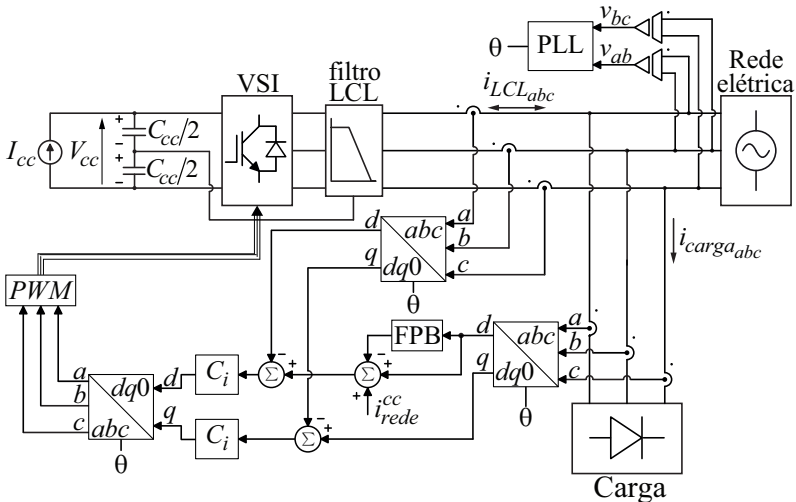 v_bc
θ
PLL
v_ab
VSI
filtro
LCL
i_LCL_abc
Rede
elétrica
I_cc
V_cc
+
C_cc/2
-
+
C_cc/2
-
d
abc
a
b
q
dq0
c
θ
i_carga_abc
PWM
FPB
d
abc
a
b
q
dq0
c
θ
-
+
Σ
-
+
Σ
+
i_rede^cc
a
dq0
d
C_i
b
q
c
abc
C_i
-
+
Σ
θ
Carga